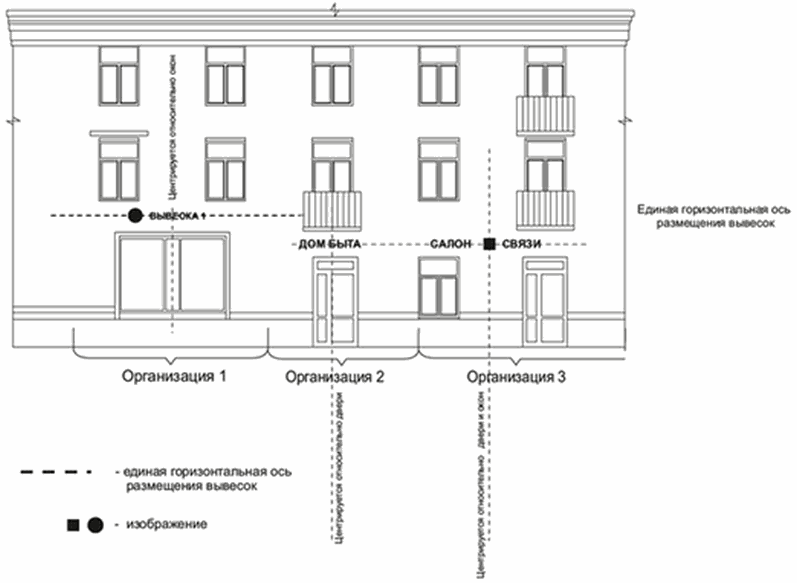 Центрируется относительно окон
ВЫВЕСКА 1
ДОМ БЫТА
САЛОН СВЯЗИ
Единая горизонтальная ось
размещения вывесок
Организация 1
Организация 2
Организация 3
Центрируется относительно двери
Центрируется относительно двери и окон
- единая горизонтальная ось
размещения вывесок
- изображение